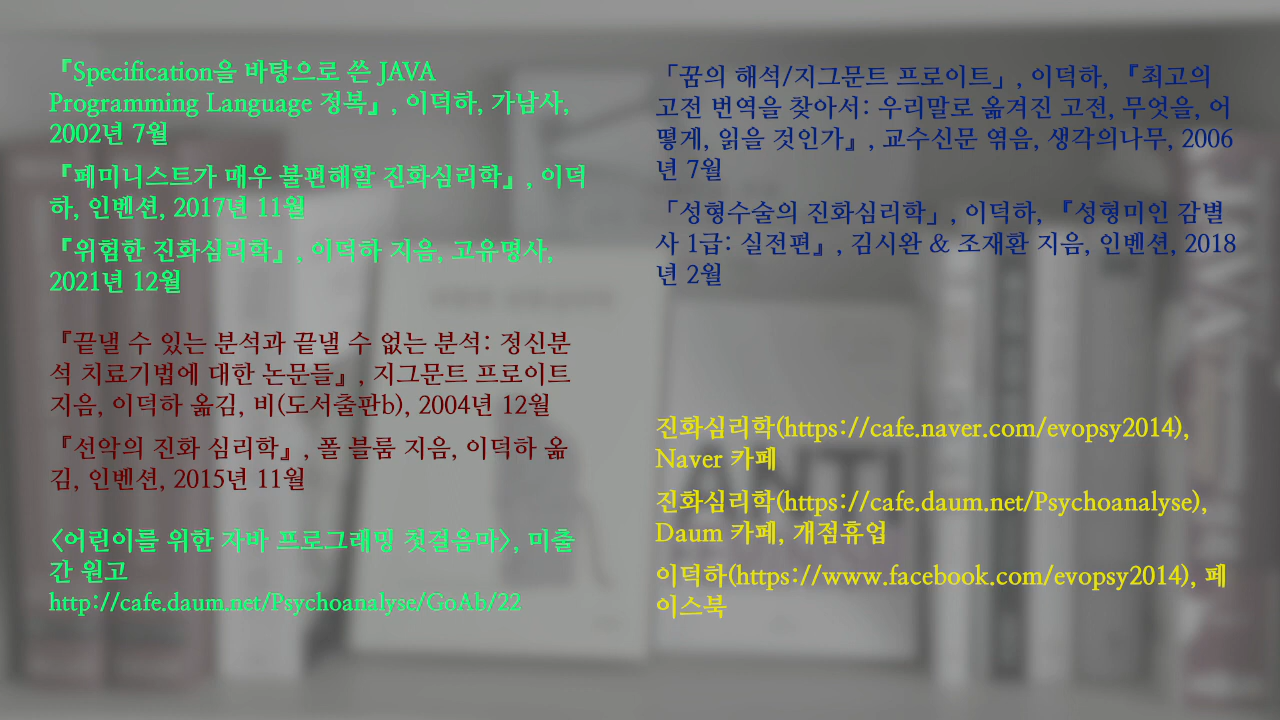 『Specification을 바탕으로 쓴 JAVA
Programming Language 정복』, 이덕하, 가남사,
2002년 7월
『페미니스트가 매우 불편해할 진화심리학』, 이덕
하, 인벤션, 2017년 11월
『위험한 진화심리학』, 이덕하 지음, 고유명사,
2021년 12월
『끝낼 수 있는 분석과 끝낼 수 없는 분석: 정신분
석 치료기법에 대한 논문들』, 지그문트 프로이트
지음, 이덕하 옮김, 비(도서출판b), 2004년 12월
『선악의 진화 심리학』, 폴 블룸 지음, 이덕하 옮
김, 인벤션, 2015년 11월
〈어린이를 위한 자바 프로그래밍 첫걸음마〉, 미출
간 원고
http://cafe.daum.net/Psychoanalyse/GoAb/22
「꿈의 해석/지그문트 프로이트」, 이덕하, 『최고의
고전 번역을 찾아서: 우리말로 옮겨진 고전, 무엇을, 어
떻게, 읽을 것인가』, 교수신문 엮음, 생각의나무, 2006
년 7월
「성형수술의 진화심리학」, 이덕하, 『성형미인 감별
사 1급: 실전편』, 김시완 & 조재환 지음, 인벤션, 2018
년 2월
진화심리학(https://cafe.naver.com/evopsy2014),
Naver 카페
진화심리학(https://cafe.daum.net/Psychoanalyse),
Daum 카페, 개점휴업
이덕하(https://www.facebook.com/evopsy2014), 페
이스북